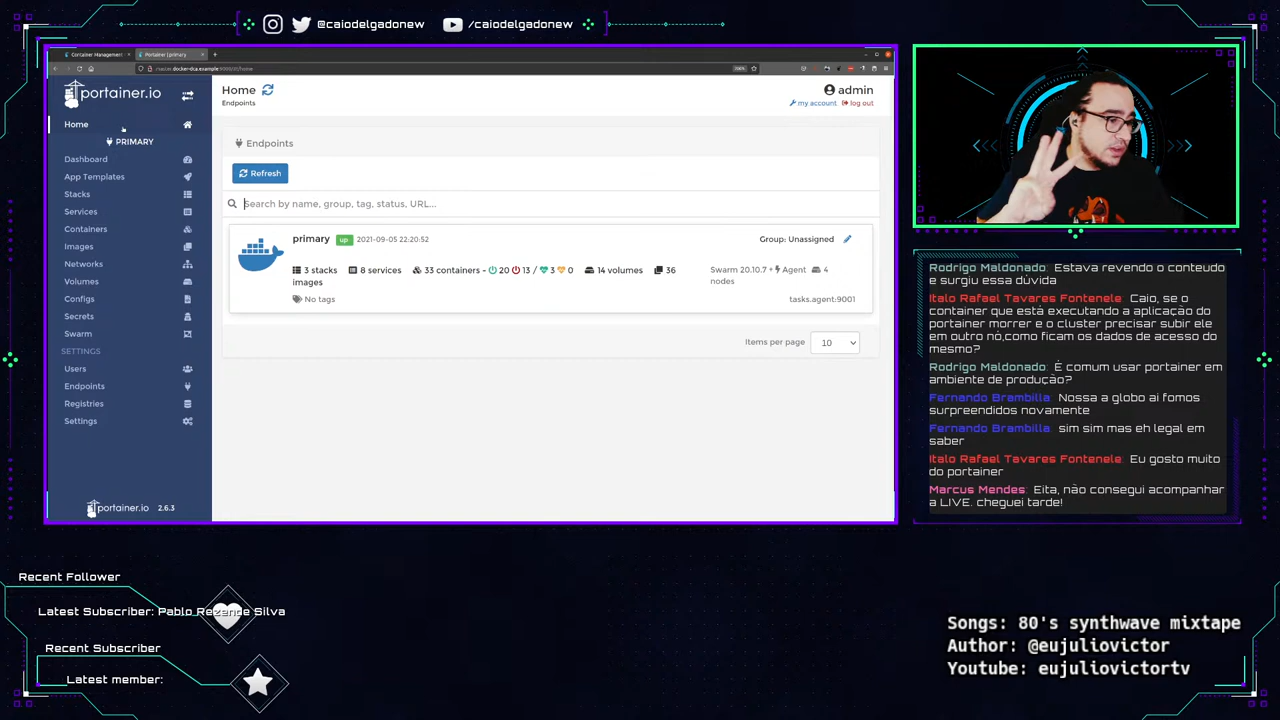 @caiodelgadonew /caiodelgadonew
Container Management Portainer | primary
portainer.io
Home
PRIMARY
Dashboard
App Templates
Stacks
Services
Containers
Images
Networks
Volumes
Configs
Secrets
Swarm
SETTINGS
Users
Endpoints
Registries
Settings
portainer.io 2.6.3
Home
Endpoints
admin
my account log out
Endpoints
Refresh
Search by name, group, tag, status, URL...
primary up 2021-09-05 22:20:52
Group: Unassigned
3 stacks 8 services 33 containers - 20 13 / 3 0 14 volumes 36
images
No tags
Swarm 20.10.7 + Agent 4
nodes
tasks.agent:9001
Items per page 10
Rodrigo Maldonado: Estava revendo o conteudo
e surgiu essa dúvida
Italo Rafael Tavares Fontenele: Caio, se o
container que está executando a aplicação do
portainer morrer e o cluster precisar subir ele
em outro nó,como ficam os dados de acesso do
mesmo?
Rodrigo Maldonado: É comum usar portainer em
ambiente de produção?
Fernando Brambilla: Nossa a globo ai fomos
surpreendidos novamente
Fernando Brambilla: sim sim mas eh legal em
saber
Italo Rafael Tavares Fontenele: Eu gosto muito
do portainer
Marcus Mendes: Eita, não consegui acompanhar
a LIVE. cheguei tarde!
Recent Follower
Latest Subscriber: Pablo Rezende Silva
Recent Subscriber
Latest member:
Songs: 80's synthwave mixtape
Author: @eujuliovictor
Youtube: eujuliovictortv